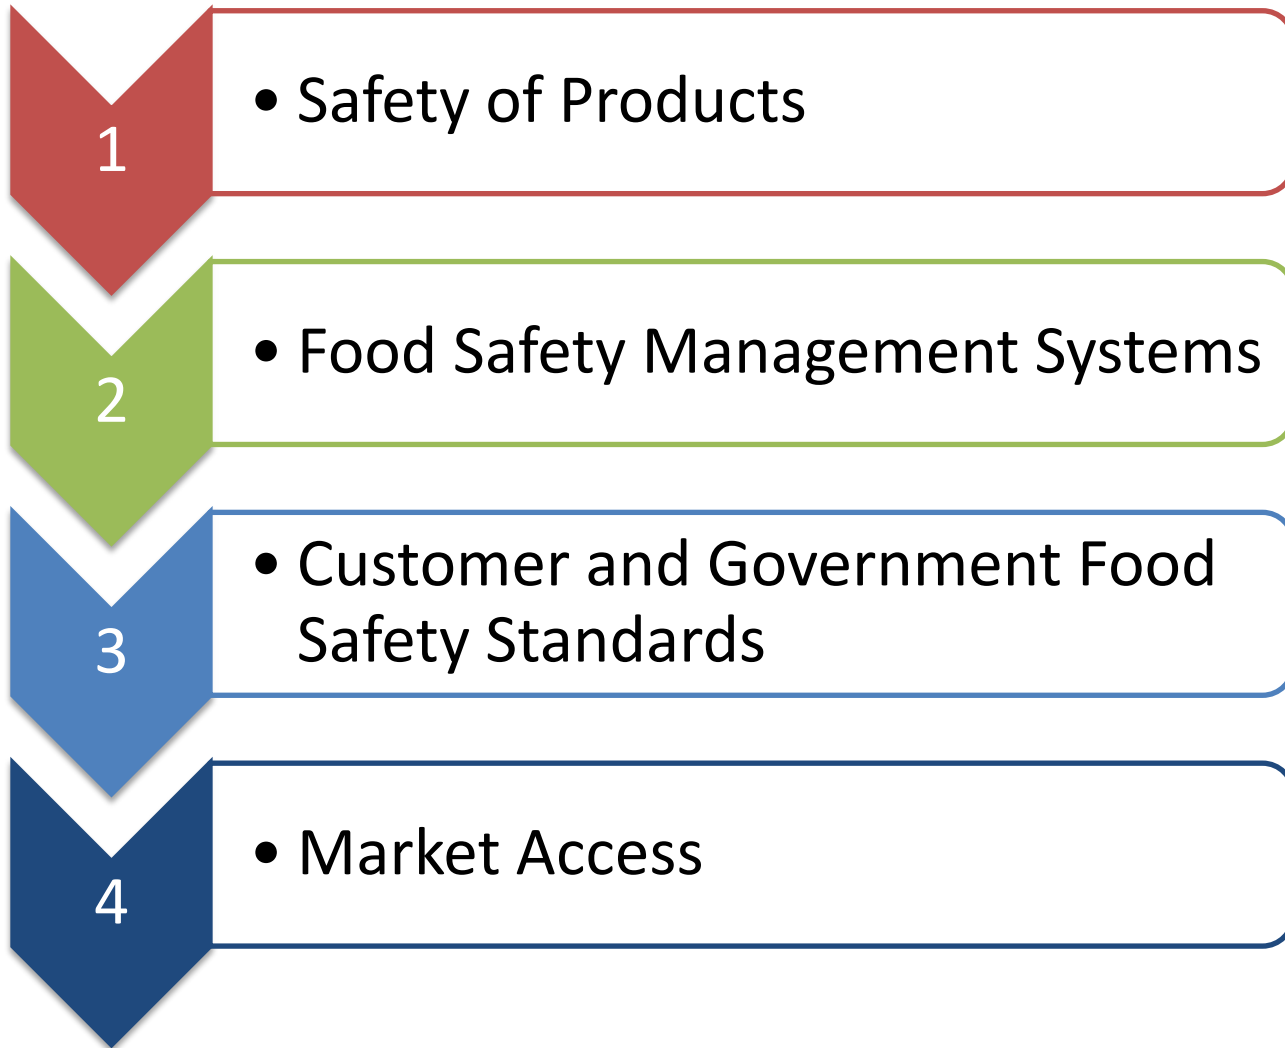 1
• Safety of Products
2
• Food Safety Management Systems
3
• Customer and Government Food
Safety Standards
4
• Market Access